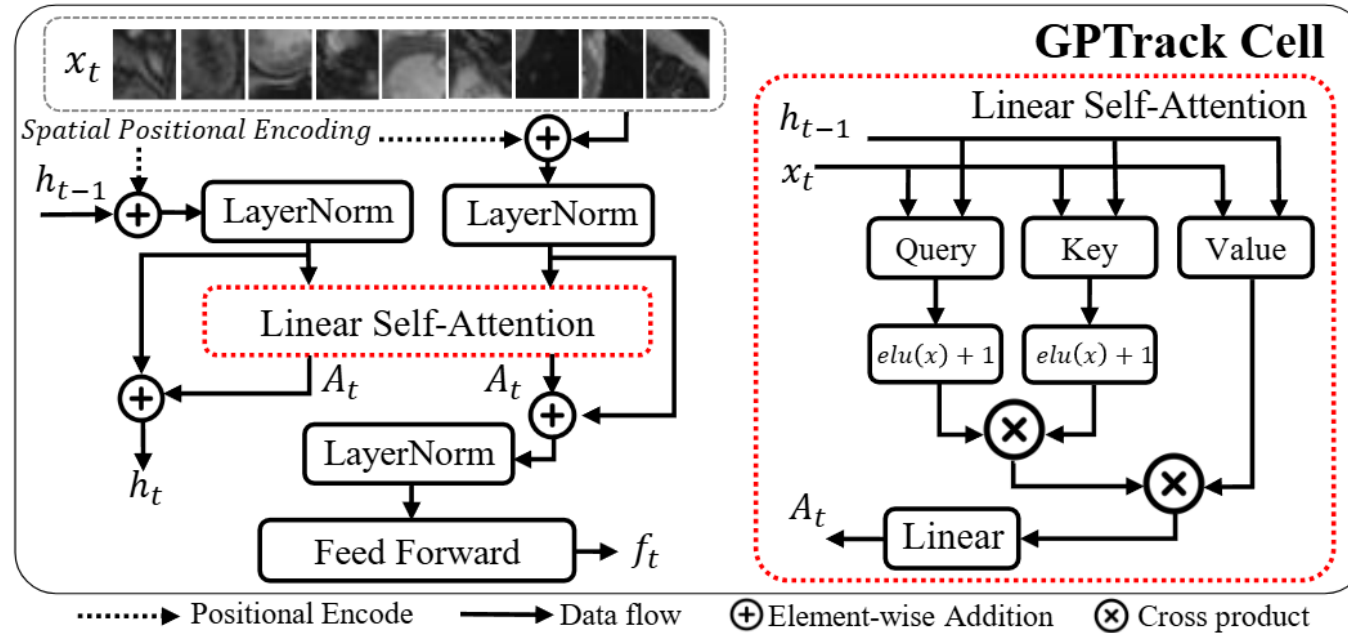 GPTrack Cell
x_t
Spatial Positional Encoding
h_{t-1}
LayerNorm
LayerNorm
Linear Self-Attention
A_t
A_t
LayerNorm
h_t
Feed Forward
f_t
Linear Self-Attention
h_{t-1}
x_t
Query
Key
Value
elu(x) + 1
elu(x) + 1
A_t
Linear
Positional Encode
Data flow
Element-wise Addition
Cross product